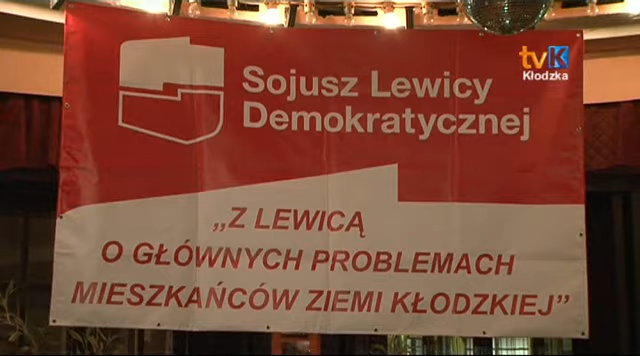 tvK
Kłodzka
Sojusz Lewicy
Demokratycznej
„Z LEWICĄ
O GŁÓWNYCH PROBLEMACH
MIESZKAŃCÓW ZIEMI KŁODZKIEJ”